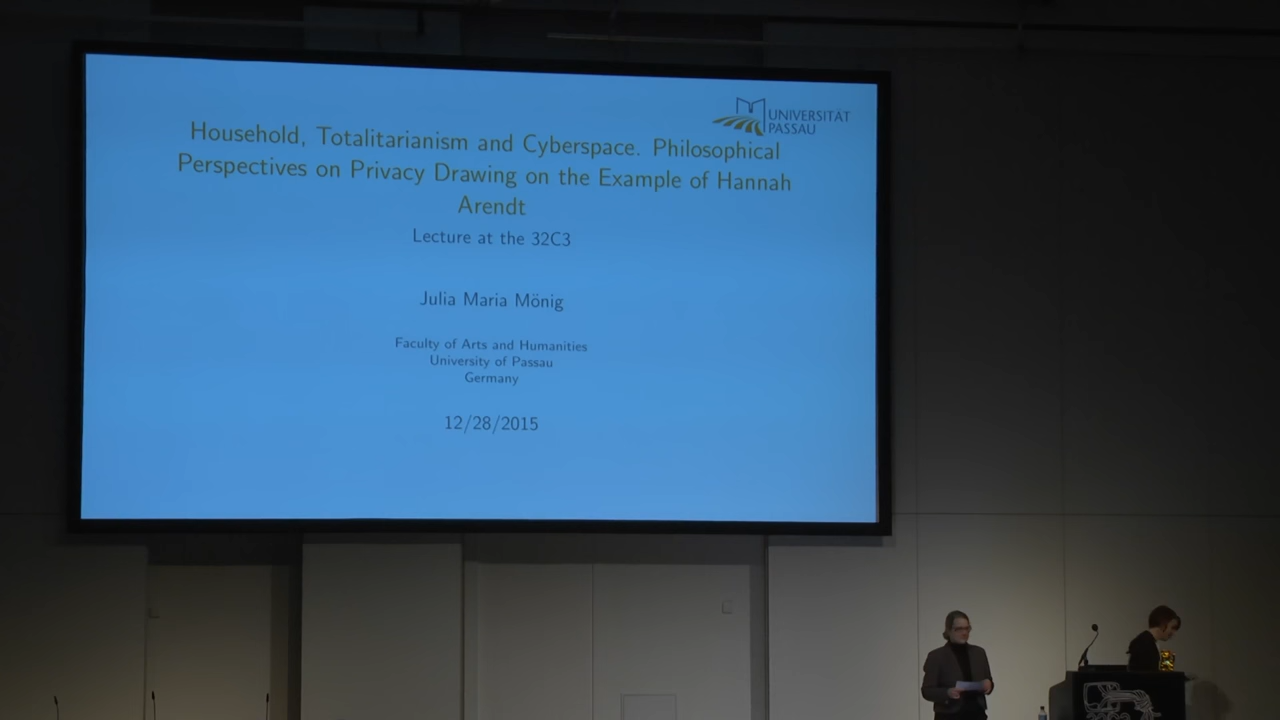 UNIVERSITÄT
PASSAU
Household, Totalitarianism and Cyberspace. Philosophical
Perspectives on Privacy Drawing on the Example of Hannah
Arendt
Lecture at the 32C3
Julia Maria Mönig
Faculty of Arts and Humanities
University of Passau
Germany
12/28/2015